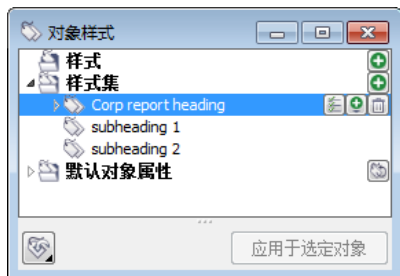 对象样式
样式
样式集
Corp report heading
subheading 1
subheading 2
默认对象属性
应用于选定对象